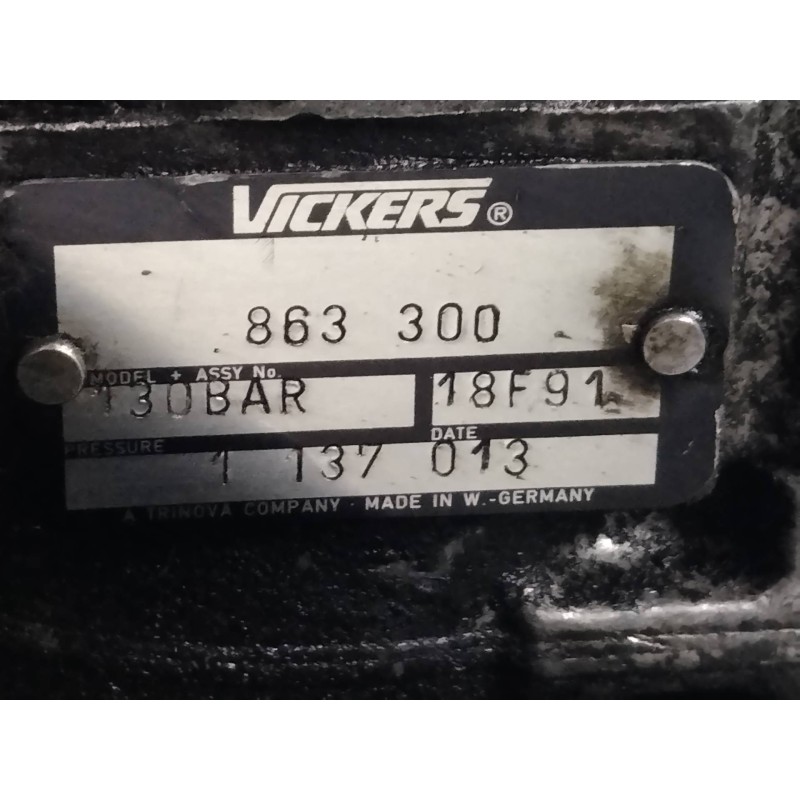 VICKERS®
863 300
MODEL + ASSY No.
130BAR 18F91
PRESSURE DATE
1 137 013
A TRINOVA COMPANY · MADE IN W.-GERMANY